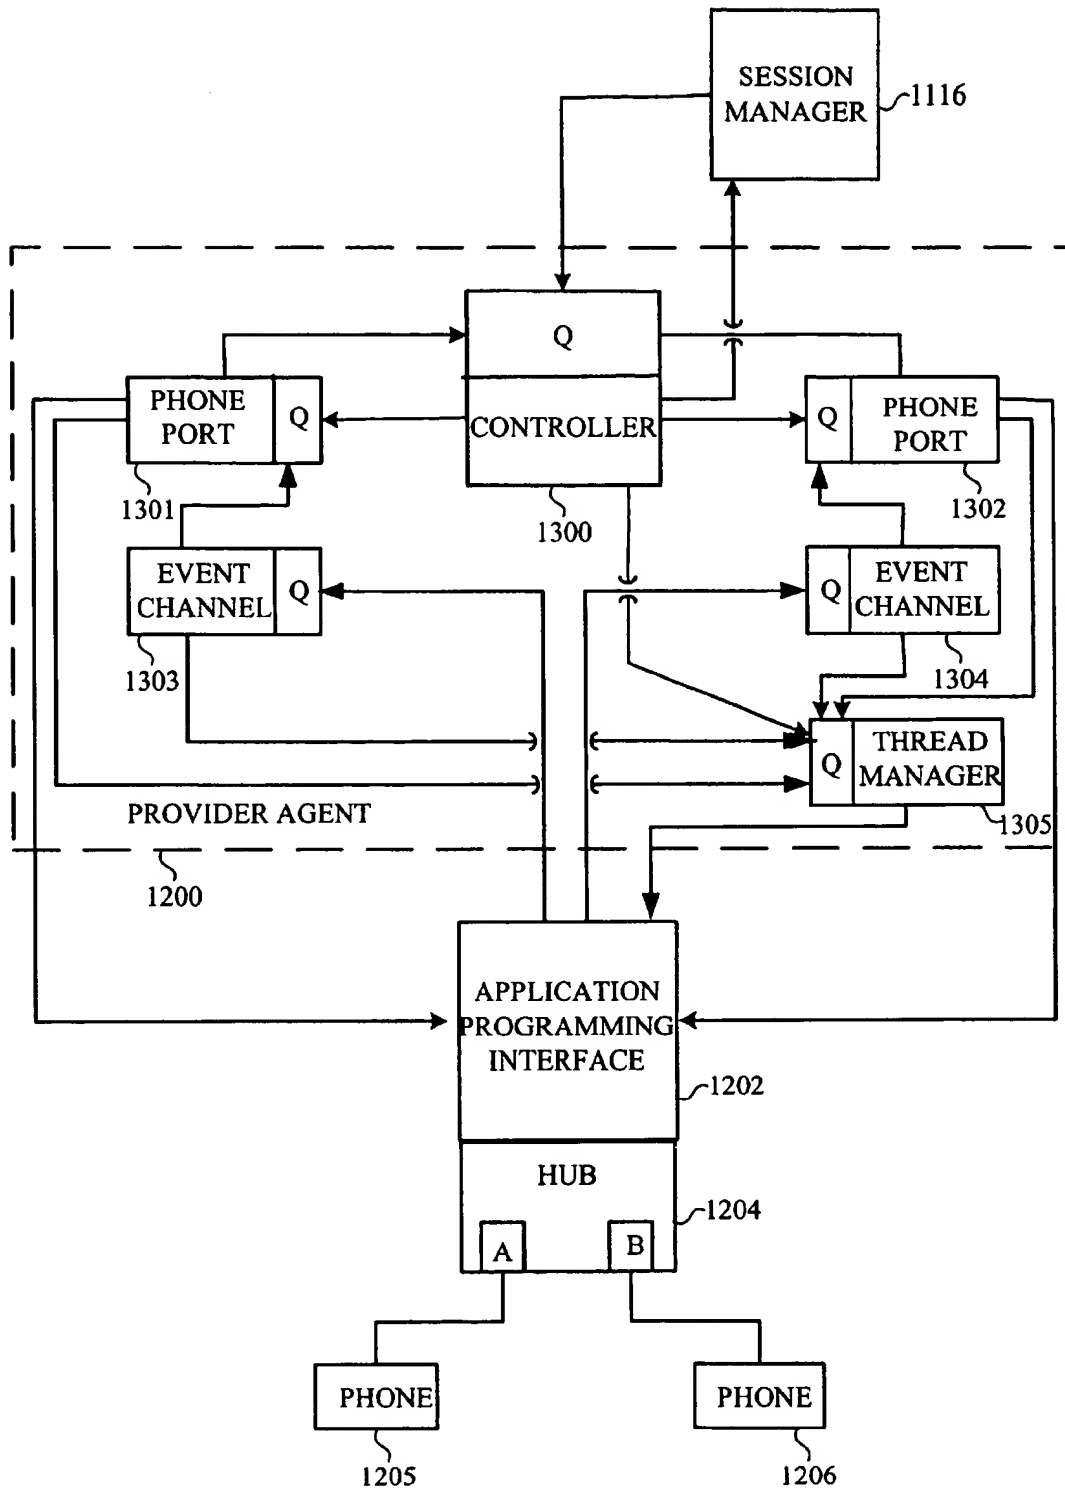 SESSION
MANAGER
1116
Q
CONTROLLER
1300
PHONE
PORT
Q
1301
Q
PHONE
PORT
1302
EVENT
CHANNEL
Q
1303
Q
EVENT
CHANNEL
1304
Q
THREAD
MANAGER
1305
PROVIDER AGENT
1200
APPLICATION
PROGRAMMING
INTERFACE
1202
HUB
1204
A
B
PHONE
1205
PHONE
1206